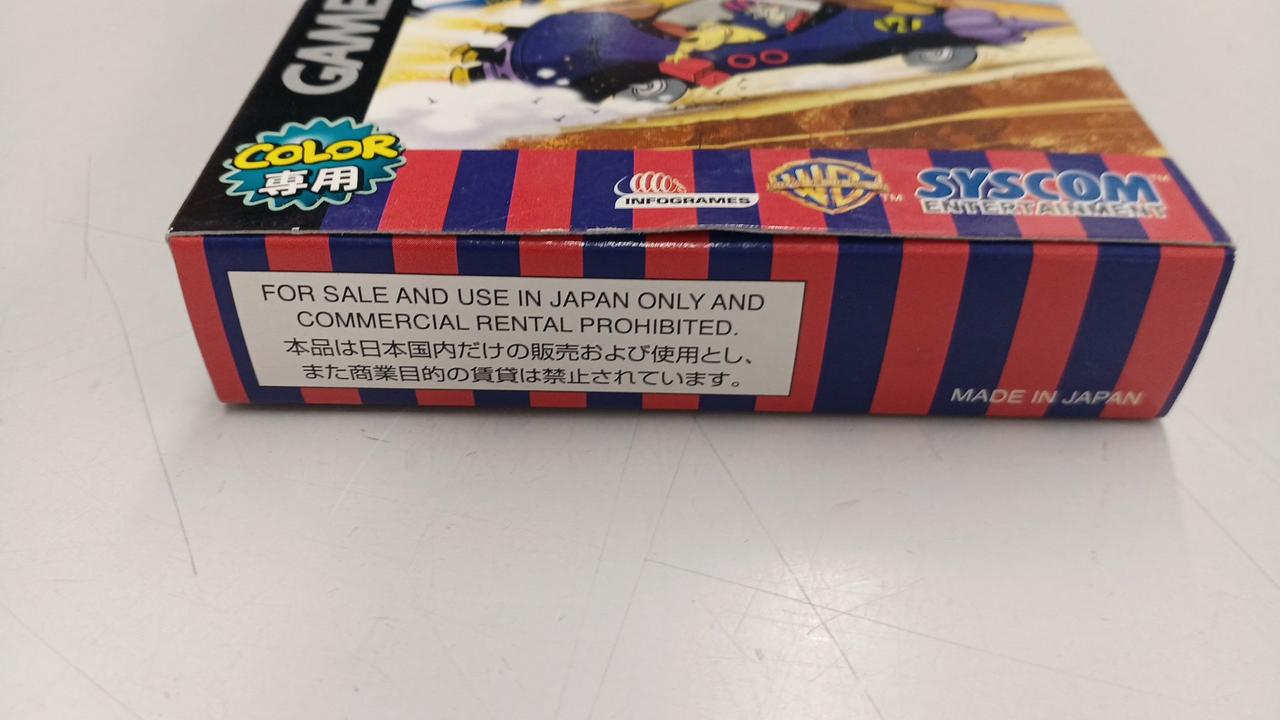 GAME
COLOR
専用
INFOGRAMES
WB TM
SYSCOM TM
ENTERTAINMENT
FOR SALE AND USE IN JAPAN ONLY AND
COMMERCIAL RENTAL PROHIBITED.
本品は日本国内だけの販売および使用とし、
また商業目的の賃貸は禁止されています。
MADE IN JAPAN